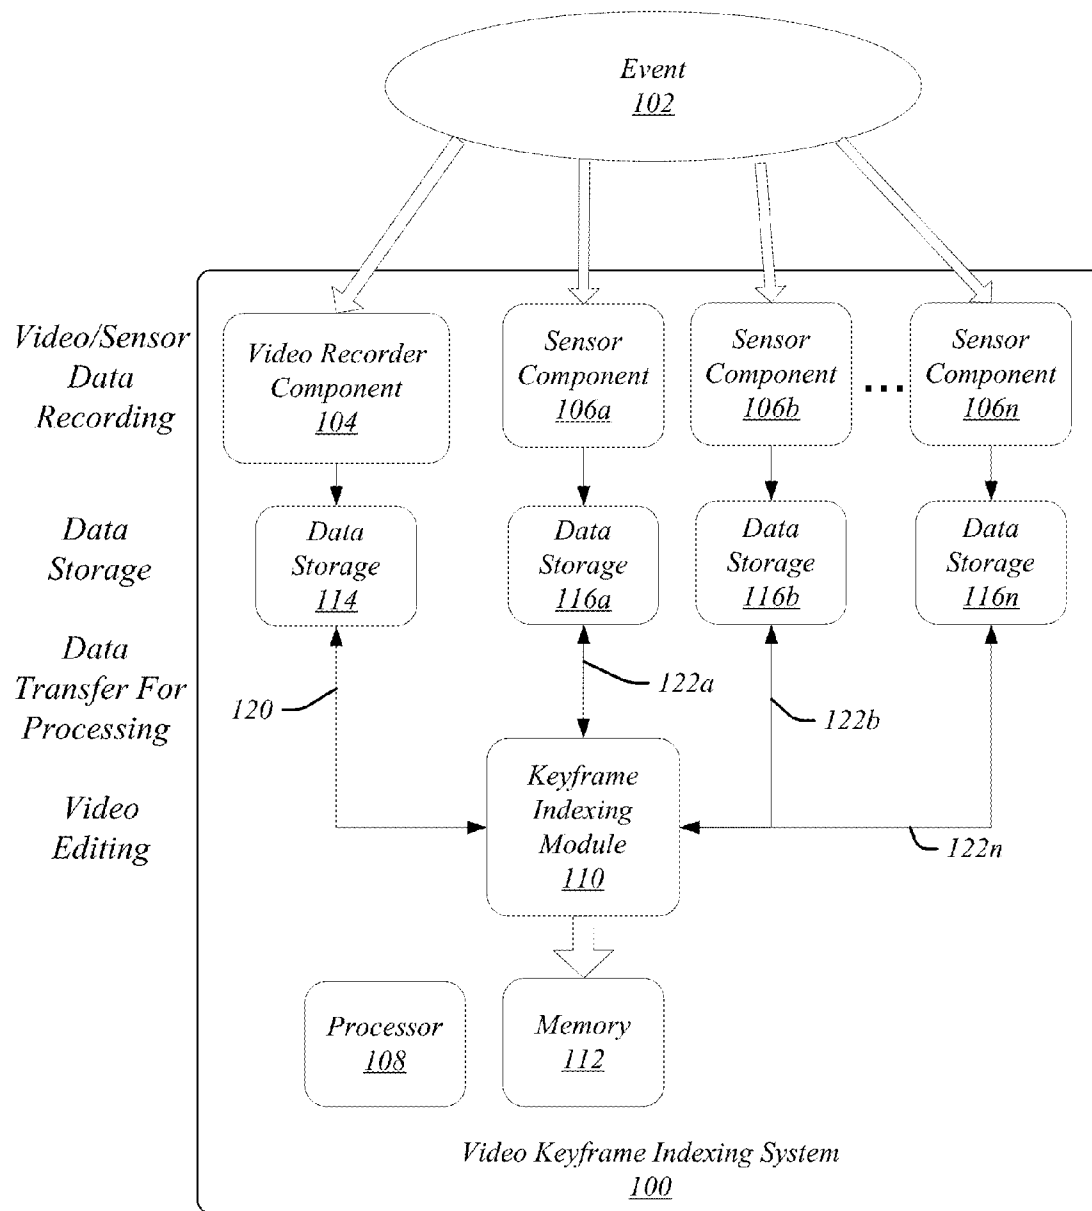 Event
102
Video/Sensor
Data
Recording
Video Recorder
Component
104
Sensor
Component
106a
Sensor
Component
106b
...
Sensor
Component
106n
Data
Storage
Data
Storage
114
Data
Storage
116a
Data
Storage
116b
Data
Storage
116n
Data
Transfer For
Processing
120
122a
122b
Video
Editing
Keyframe
Indexing
Module
110
122n
Processor
108
Memory
112
Video Keyframe Indexing System
100